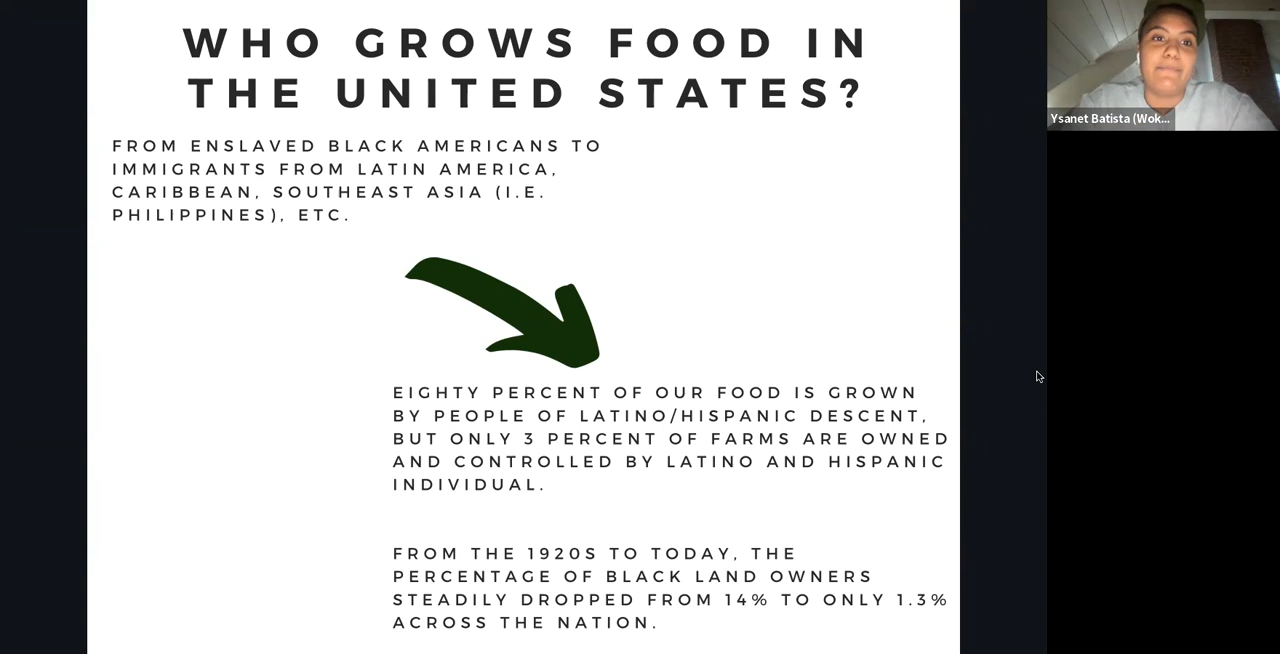 WHO GROWS FOOD IN
THE UNITED STATES?
FROM ENSLAVED BLACK AMERICANS TO
IMMIGRANTS FROM LATIN AMERICA,
CARIBBEAN, SOUTHEAST ASIA (I.E.
PHILIPPINES), ETC.
EIGHTY PERCENT OF OUR FOOD IS GROWN
BY PEOPLE OF LATINO/HISPANIC DESCENT,
BUT ONLY 3 PERCENT OF FARMS ARE OWNED
AND CONTROLLED BY LATINO AND HISPANIC
INDIVIDUAL.
FROM THE 1920S TO TODAY, THE
PERCENTAGE OF BLACK LAND OWNERS
STEADILY DROPPED FROM 14% TO ONLY 1.3%
ACROSS THE NATION.
Ysanet Batista (Wok...